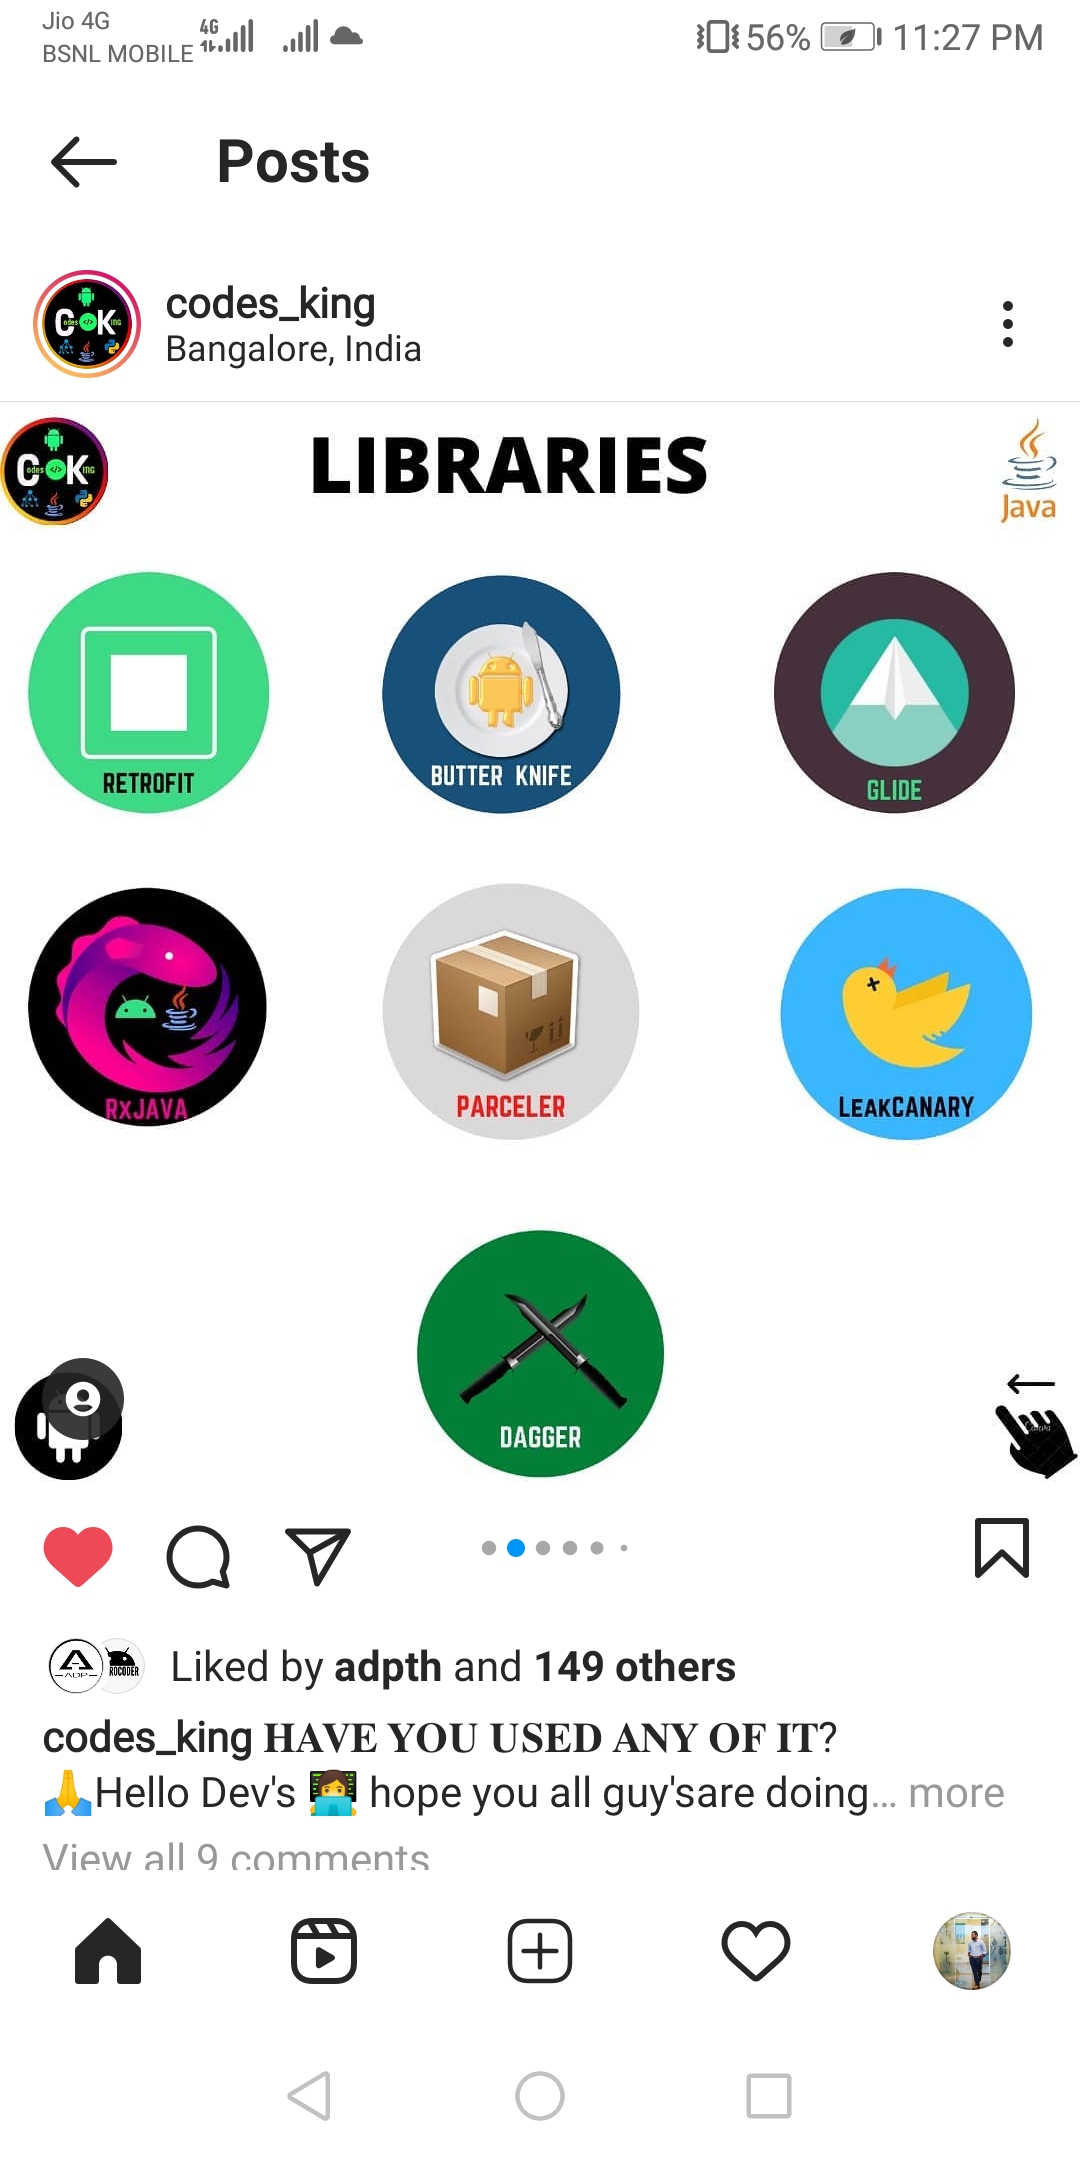 Jio 4G
BSNL MOBILE
4G
56%
11:27 PM
Posts
codes_king
Bangalore, India
C odes </> K ing
LIBRARIES
Java
RETROFIT
BUTTER KNIFE
GLIDE
RxJAVA
PARCELER
LEAKCANARY
DAGGER
Liked by adpth and 149 others
codes_king HAVE YOU USED ANY OF IT?
🙏Hello Dev's 👩‍💻 hope you all guy'sare doing... more
View all 9 comments